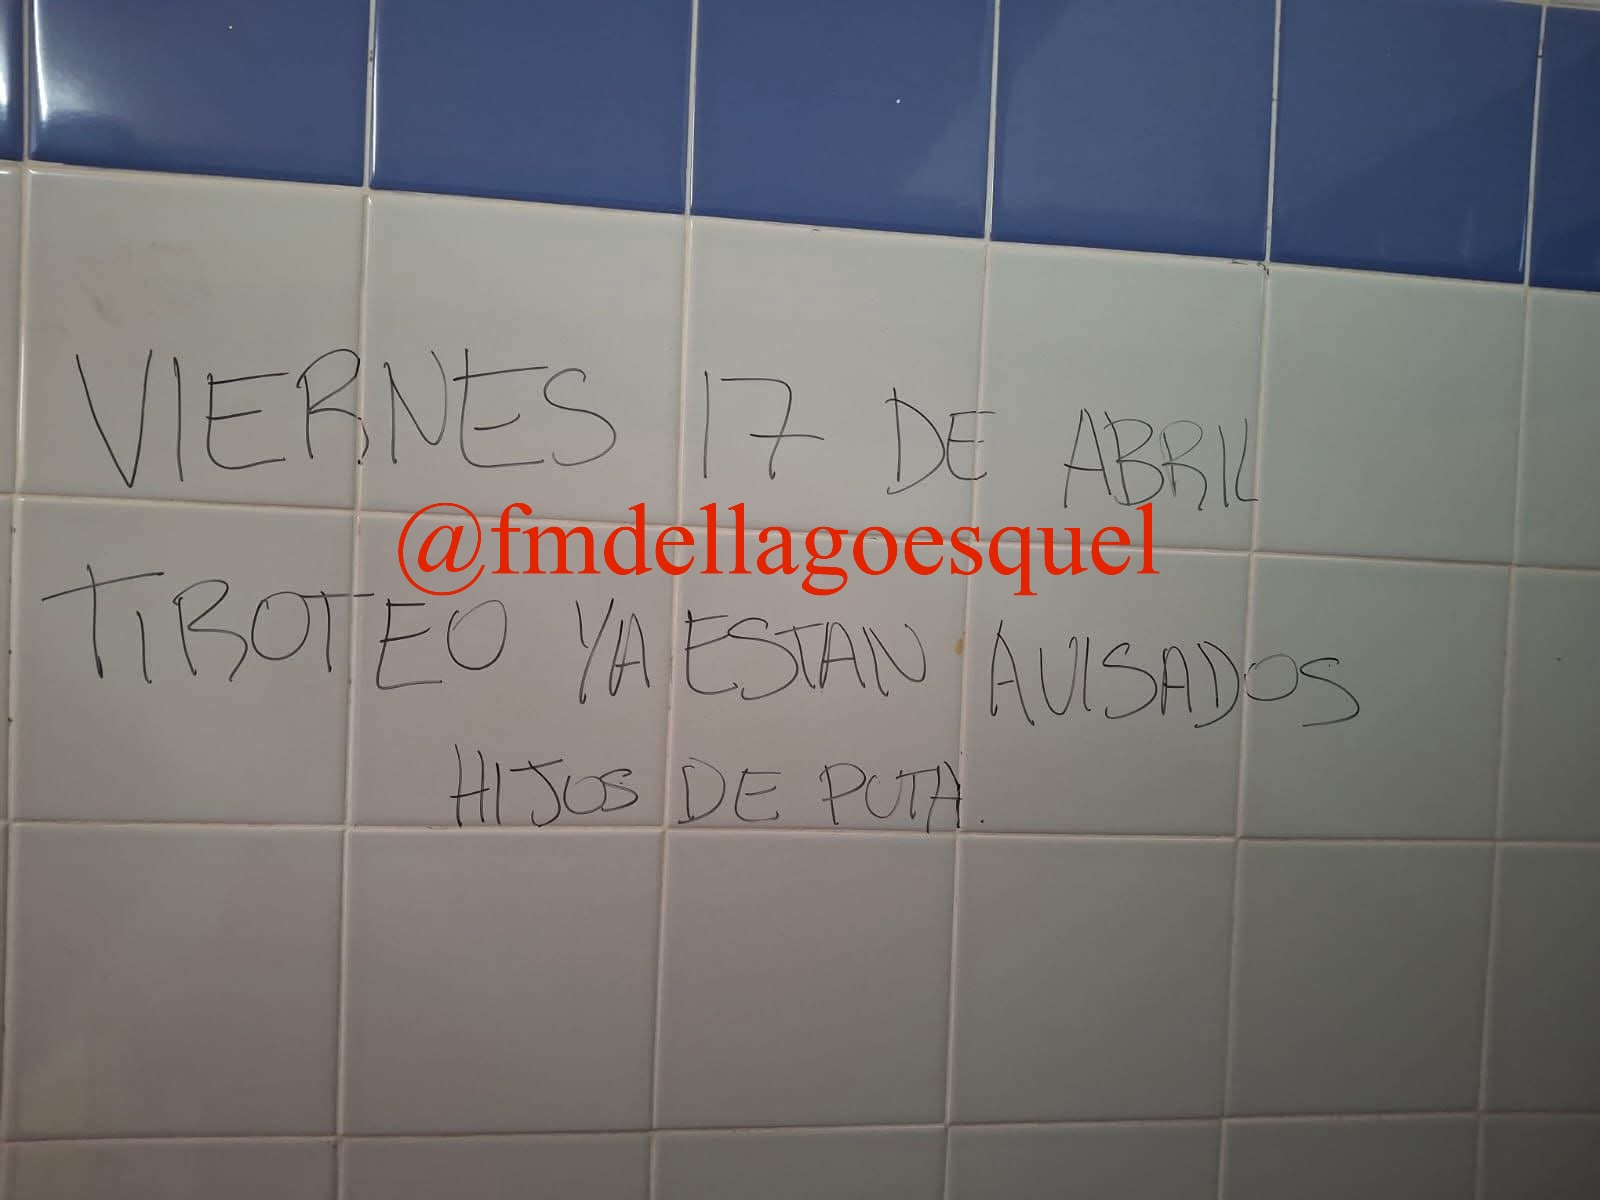 VIERNES 17 DE ABRIL
@fmdellagoesquel
TIROTEO YA ESTAN AVISADOS
HIJOS DE PUTA.